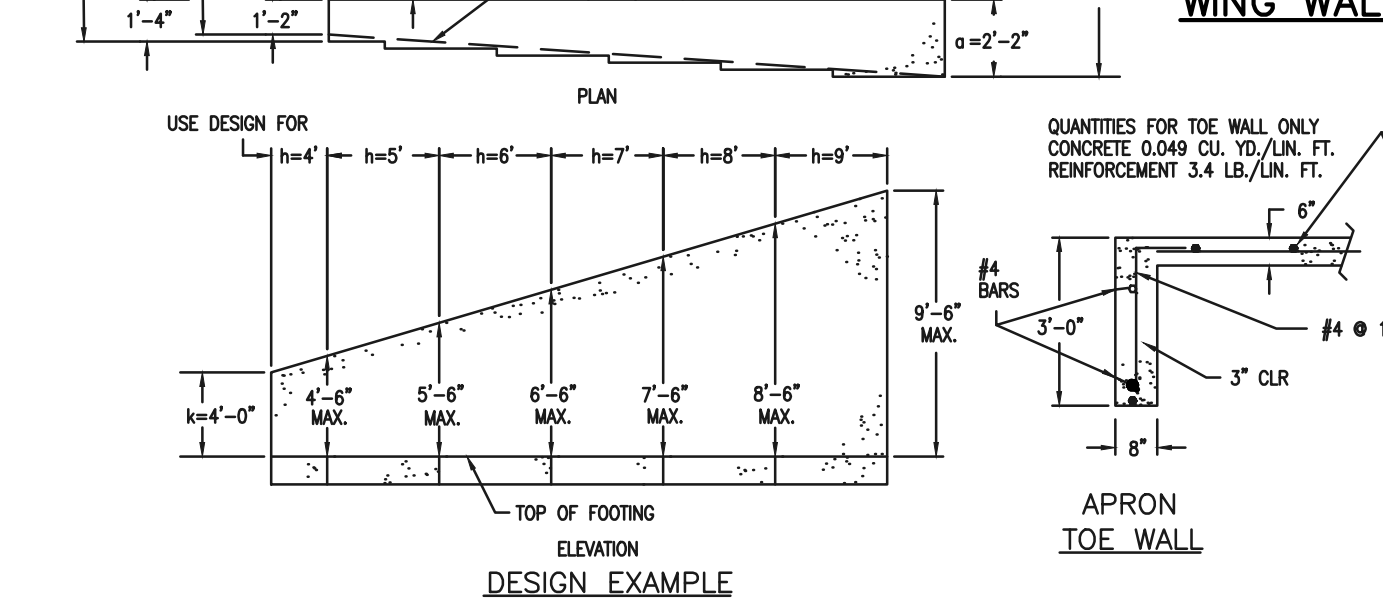 WING WAL
1'-4"
1'-2"
a=2'-2"
PLAN
USE DESIGN FOR
h=4'
h=5'
h=6'
h=7'
h=8'
h=9'
k=4'-0"
4'-6"
MAX.
5'-6"
MAX.
6'-6"
MAX.
7'-6"
MAX.
8'-6"
MAX.
9'-6"
MAX.
TOP OF FOOTING
ELEVATION
DESIGN EXAMPLE
QUANTITIES FOR TOE WALL ONLY
CONCRETE 0.049 CU. YD./LIN. FT.
REINFORCEMENT 3.4 LB./LIN. FT.
6"
#4
BARS
3'-0"
#4 @ 1
3" CLR
8"
APRON
TOE WALL